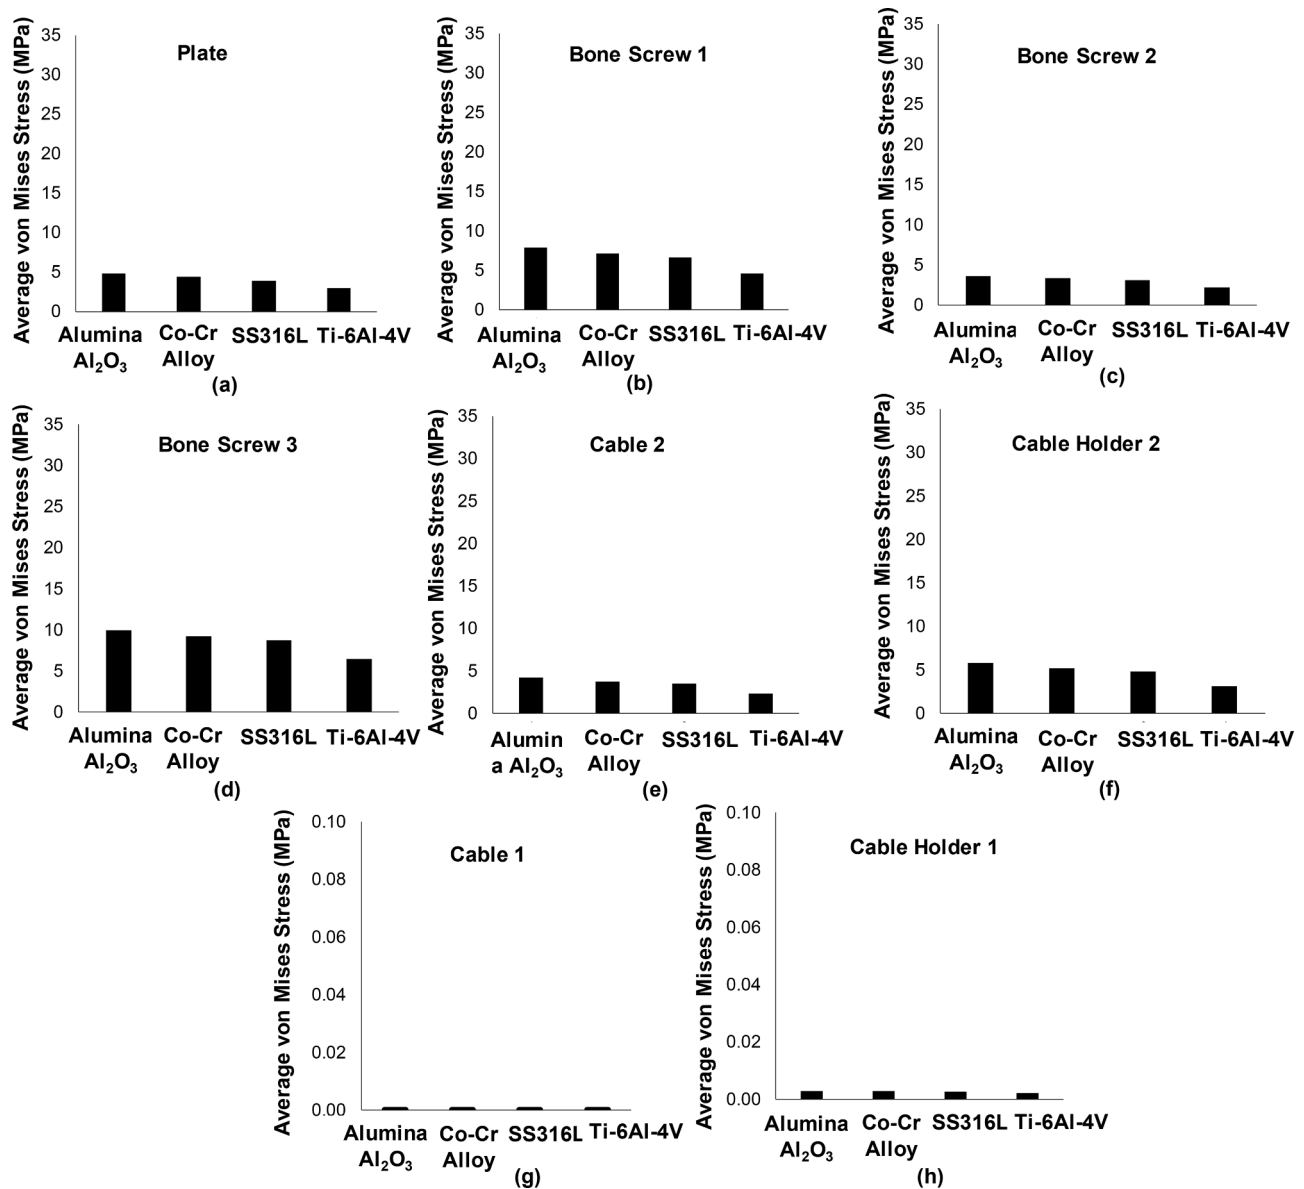 Average von Mises Stress (MPa)
Plate
35
30
25
20
15
10
5
0
Alumina Al₂O₃
Co-Cr Alloy
SS316L
Ti-6Al-4V
(a)
Average von Mises Stress (MPa)
Bone Screw 1
35
30
25
20
15
10
5
0
Alumina Al₂O₃
Co-Cr Alloy
SS316L
Ti-6Al-4V
(b)
Average von Mises Stress (MPa)
Bone Screw 2
35
30
25
20
15
10
5
0
Alumina Al₂O₃
Co-Cr Alloy
SS316L
Ti-6Al-4V
(c)
Average von Mises Stress (MPa)
Bone Screw 3
35
30
25
20
15
10
5
0
Alumina Al₂O₃
Co-Cr Alloy
SS316L
Ti-6Al-4V
(d)
Average von Mises Stress (MPa)
Cable 2
35
30
25
20
15
10
5
0
Alumin
a Al₂O₃
Co-Cr Alloy
SS316L
Ti-6Al-4V
(e)
Average von Mises Stress (MPa)
Cable Holder 2
35
30
25
20
15
10
5
0
Alumina Al₂O₃
Co-Cr Alloy
SS316L
Ti-6Al-4V
(f)
Average von Mises Stress (MPa)
Cable 1
0.10
0.08
0.06
0.04
0.02
0.00
Alumina Al₂O₃
Co-Cr Alloy
SS316L
Ti-6Al-4V
(g)
Average von Mises Stress (MPa)
Cable Holder 1
0.10
0.08
0.06
0.04
0.02
0.00
Alumina Al₂O₃
Co-Cr Alloy
SS316L
Ti-6Al-4V
(h)